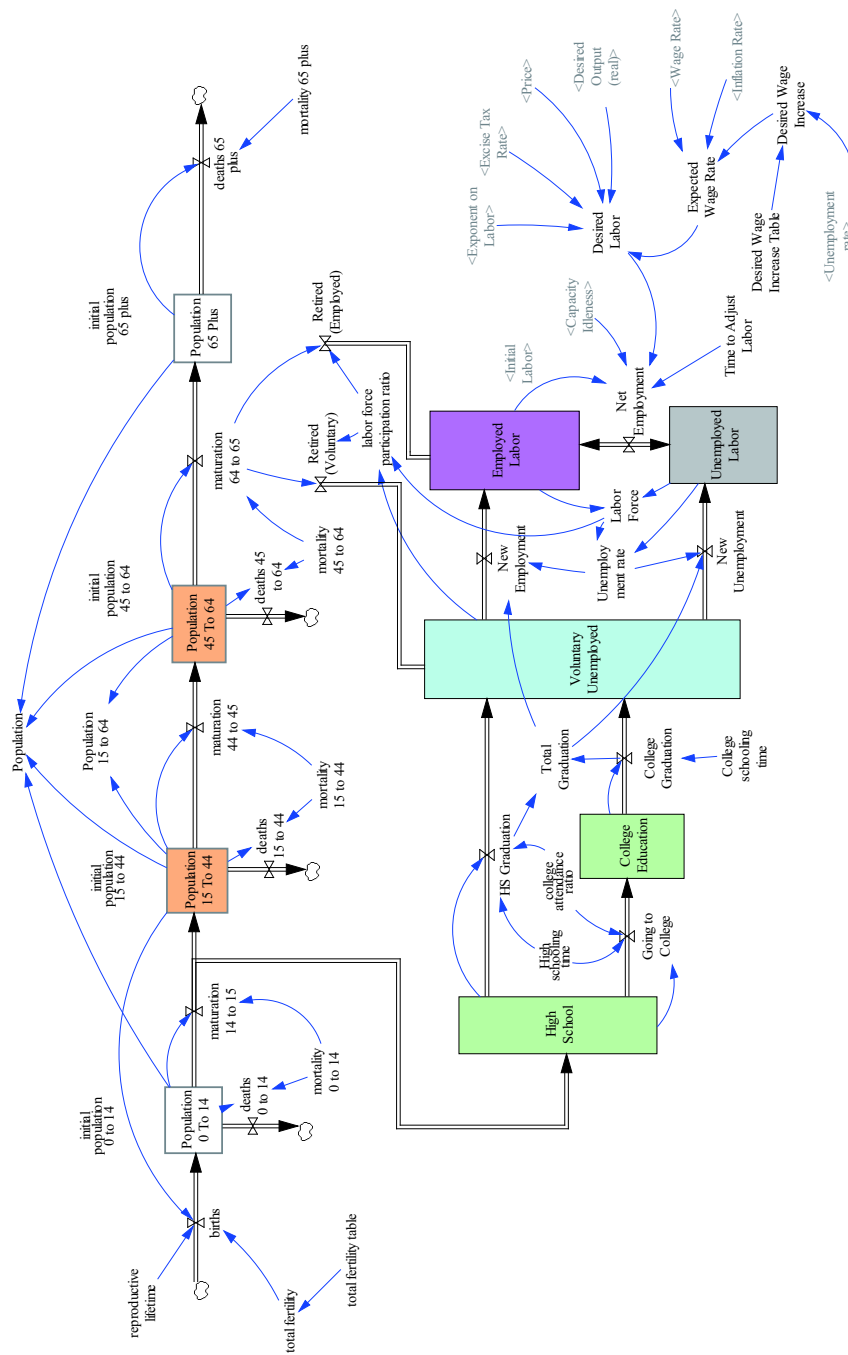 reproductive
lifetime
total fertility
total fertility table
births
initial
population
0 to 14
Population
0 To 14
deaths
0 to 14
mortality
0 to 14
maturation
14 to 15
initial
population
15 to 44
Population
15 To 44
deaths
15 to 44
mortality
15 to 44
maturation
44 to 45
Population
Population
15 to 64
initial
population
45 to 64
Population
45 To 64
deaths 45
to 64
mortality
45 to 64
maturation
64 to 65
initial
population
65 plus
Population
65 Plus
deaths 65
plus
mortality 65 plus
Retired
(Voluntary)
Retired
(Employed)
labor force
participation ratio
High
School
High
schooling
time
HS Graduation
college
attendance
ratio
Going to
College
College
Education
Total
Graduation
College
Graduation
College
schooling
time
Voluntary
Unemployed
New
Employment
Unemploy
ment rate
New
Unemployment
Labor
Force
Employed
Labor
Unemployed
Labor
Net
Employment
<Initial
Labor>
<Capacity
Idleness>
Time to Adjust
Labor
Desired
Labor
<Exponent on
Labor>
<Excise Tax
Rate>
<Price>
<Desired
Output
(real)>
Expected
Wage Rate
<Wage Rate>
<Inflation Rate>
Desired Wage
Increase
Desired Wage
Increase Table
<Unemployment
rate>